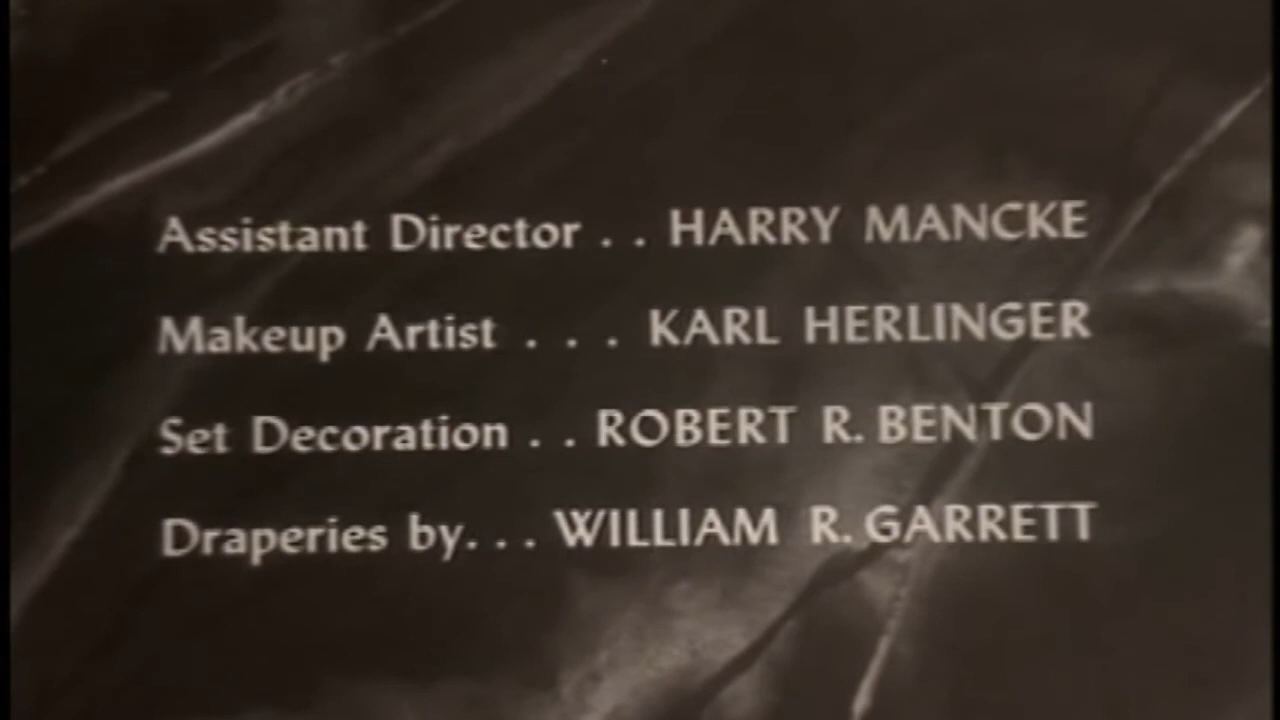 Assistant Director . . HARRY MANCKE
Makeup Artist . . . KARL HERLINGER
Set Decoration . . ROBERT R. BENTON
Draperies by. . . WILLIAM R. GARRETT